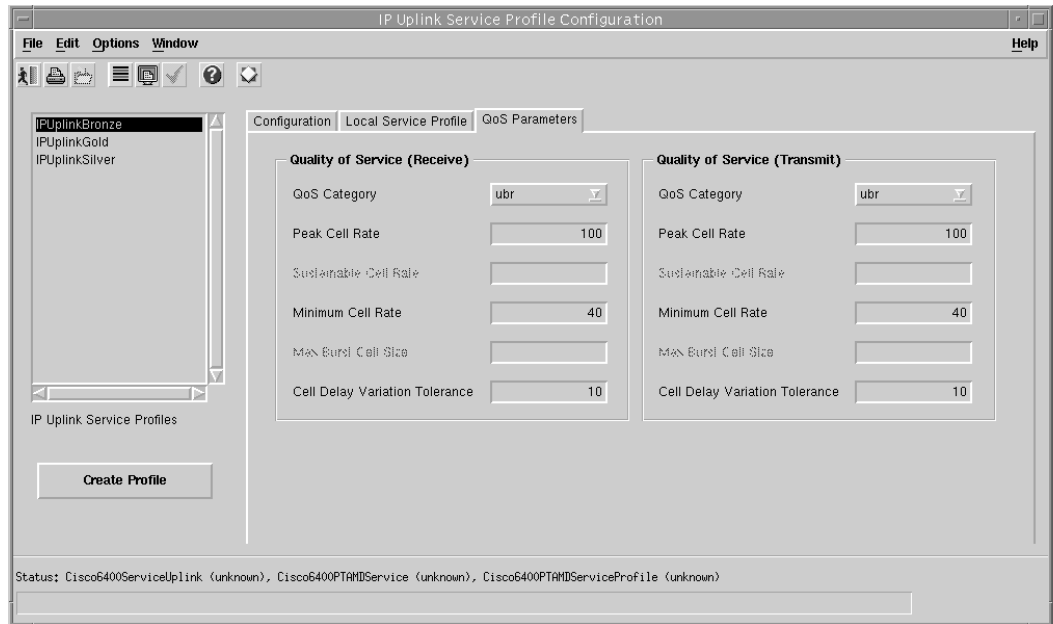 IP Uplink Service Profile Configuration
File Edit Options Window Help
IPUplinkBronze
IPUplinkGold
IPUplinkSilver
IP Uplink Service Profiles
Create Profile
Configuration Local Service Profile QoS Parameters
Quality of Service (Receive)
QoS Category ubr
Peak Cell Rate 100
Sustainable Cell Rate
Minimum Cell Rate 40
Max Burst Cell Size
Cell Delay Variation Tolerance 10
Quality of Service (Transmit)
QoS Category ubr
Peak Cell Rate 100
Sustainable Cell Rate
Minimum Cell Rate 40
Max Burst Cell Size
Cell Delay Variation Tolerance 10
Status: Cisco6400ServiceUplink (unknown), Cisco6400PTAMDService (unknown), Cisco6400PTAMDServiceProfile (unknown)